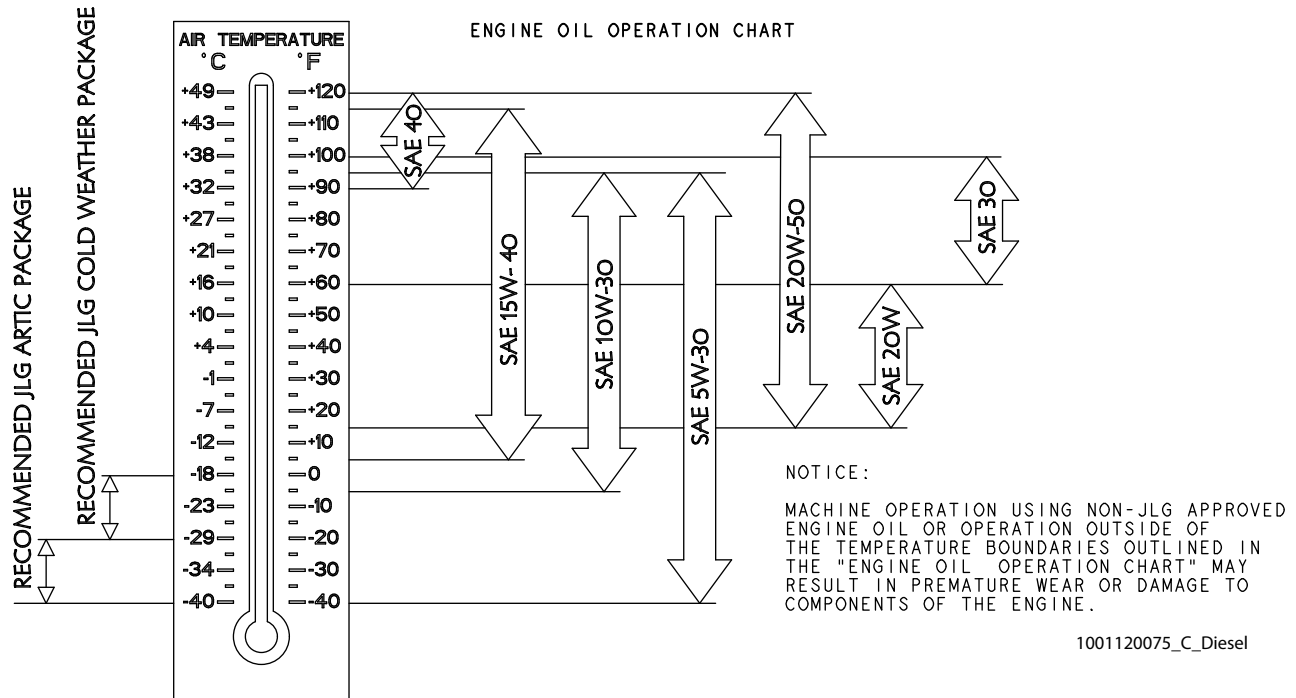 ENGINE OIL OPERATION CHART
RECOMMENDED JLG ARTIC PACKAGE
RECOMMENDED JLG COLD WEATHER PACKAGE
AIR TEMPERATURE
°C °F
+49 +120
+43 +110
+38 +100
+32 +90
+27 +80
+21 +70
+16 +60
+10 +50
+4 +40
-1 +30
-7 +20
-12 +10
-18 0
-23 -10
-29 -20
-34 -30
-40 -40
SAE 40
SAE 15W-40
SAE 10W-30
SAE 5W-30
SAE 20W-50
SAE 20W
SAE 30
NOTICE:
MACHINE OPERATION USING NON-JLG APPROVED
ENGINE OIL OR OPERATION OUTSIDE OF
THE TEMPERATURE BOUNDARIES OUTLINED IN
THE "ENGINE OIL OPERATION CHART" MAY
RESULT IN PREMATURE WEAR OR DAMAGE TO
COMPONENTS OF THE ENGINE.
1001120075_C_Diesel